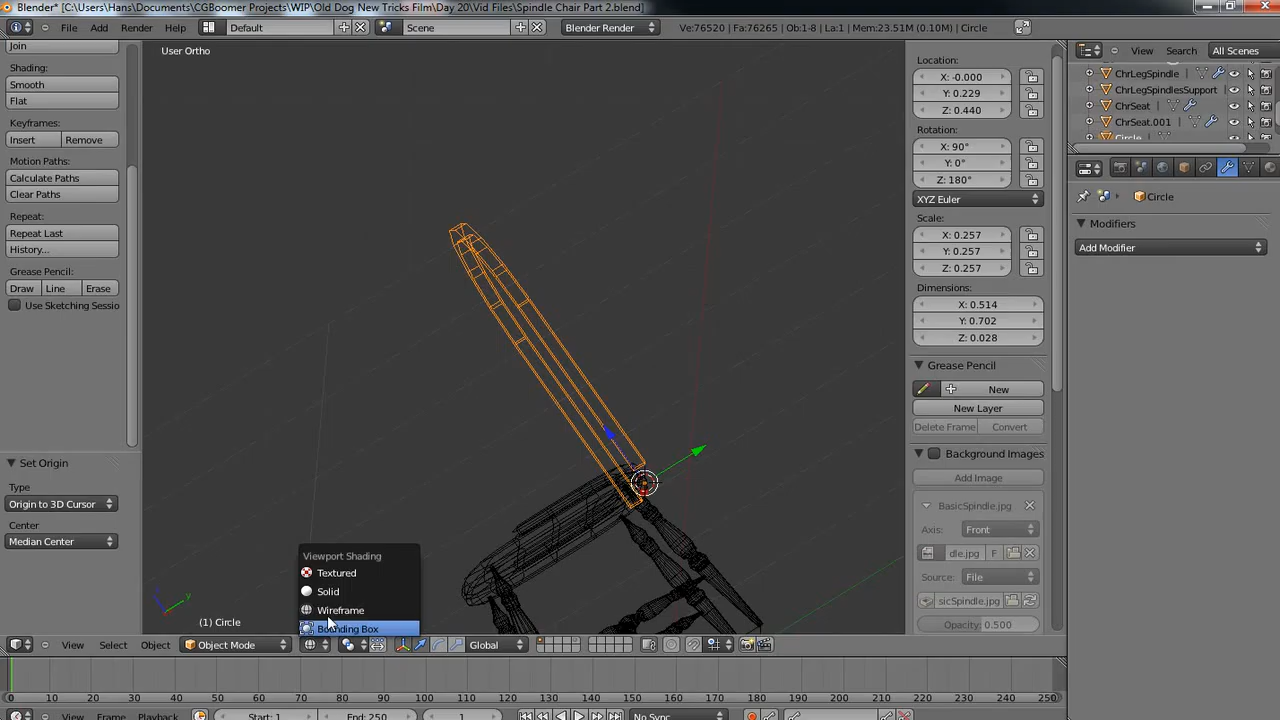 Blender* [C:\Users\Hans\Documents\CGBoomer Projects\WIP\Old Dog New Tricks Film\Day 20\Vid Files\Spindle Chair Part 2.blend]
File Add Render Help Default Scene Blender Render Ve:76520 | Fa:76265 | Ob:1-8 | La:1 | Mem:23.51M (0.10M) | Circle
Join
Shading:
Smooth
Flat
Keyframes:
Insert Remove
Motion Paths:
Calculate Paths
Clear Paths
Repeat:
Repeat Last
History...
Grease Pencil:
Draw Line Erase
Use Sketching Sessio
Set Origin
Type
Origin to 3D Cursor
Center
Median Center
User Ortho
z
y
(1) Circle
Viewport Shading
Textured
Solid
Wireframe
Bounding Box
View Select Object Object Mode Global
Location:
X: -0.000
Y: 0.229
Z: 0.440
Rotation:
X: 90°
Y: 0°
Z: 180°
XYZ Euler
Scale:
X: 0.257
Y: 0.257
Z: 0.257
Dimensions:
X: 0.514
Y: 0.702
Z: 0.028
Grease Pencil
New
New Layer
Delete Frame Convert
Background Images
Add Image
BasicSpindle.jpg
Axis: Front
dle.jpg F
Source: File
sicSpindle.jpg
Opacity: 0.500
View Search All Scenes
ChrLegSpindle
ChrLegSpindlesSupport
ChrSeat
ChrSeat.001
Circle
Circle
Modifiers
Add Modifier
0 10 20 30 40 50 60 70 80 90 100 110 120 130 140 150 160 170 180 190 200 210 220 230 240 250
View Frame Playback Start: 1 End: 250 1 No Sync